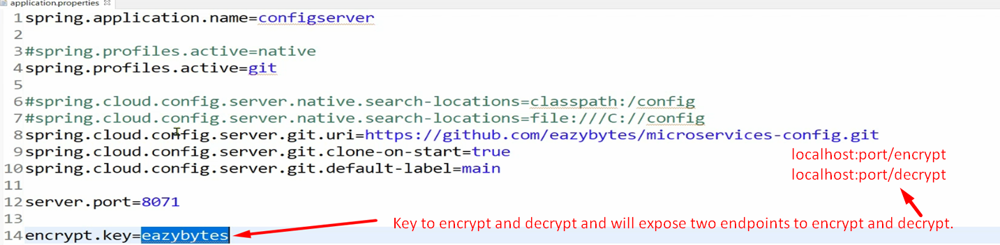 application.properties
1 spring.application.name=configserver
2
3 #spring.profiles.active=native
4 spring.profiles.active=git
5
6 #spring.cloud.config.server.native.search-locations=classpath:/config
7 #spring.cloud.config.server.native.search-locations=file:///C://config
8 spring.cloud.config.server.git.uri=https://github.com/eazybytes/microservices-config.git
9 spring.cloud.config.server.git.clone-on-start=true
localhost:port/encrypt
10 spring.cloud.config.server.git.default-label=main
localhost:port/decrypt
11
12 server.port=8071
13
Key to encrypt and decrypt and will expose two endpoints to encrypt and decrypt.
14 encrypt.key=eazybytes